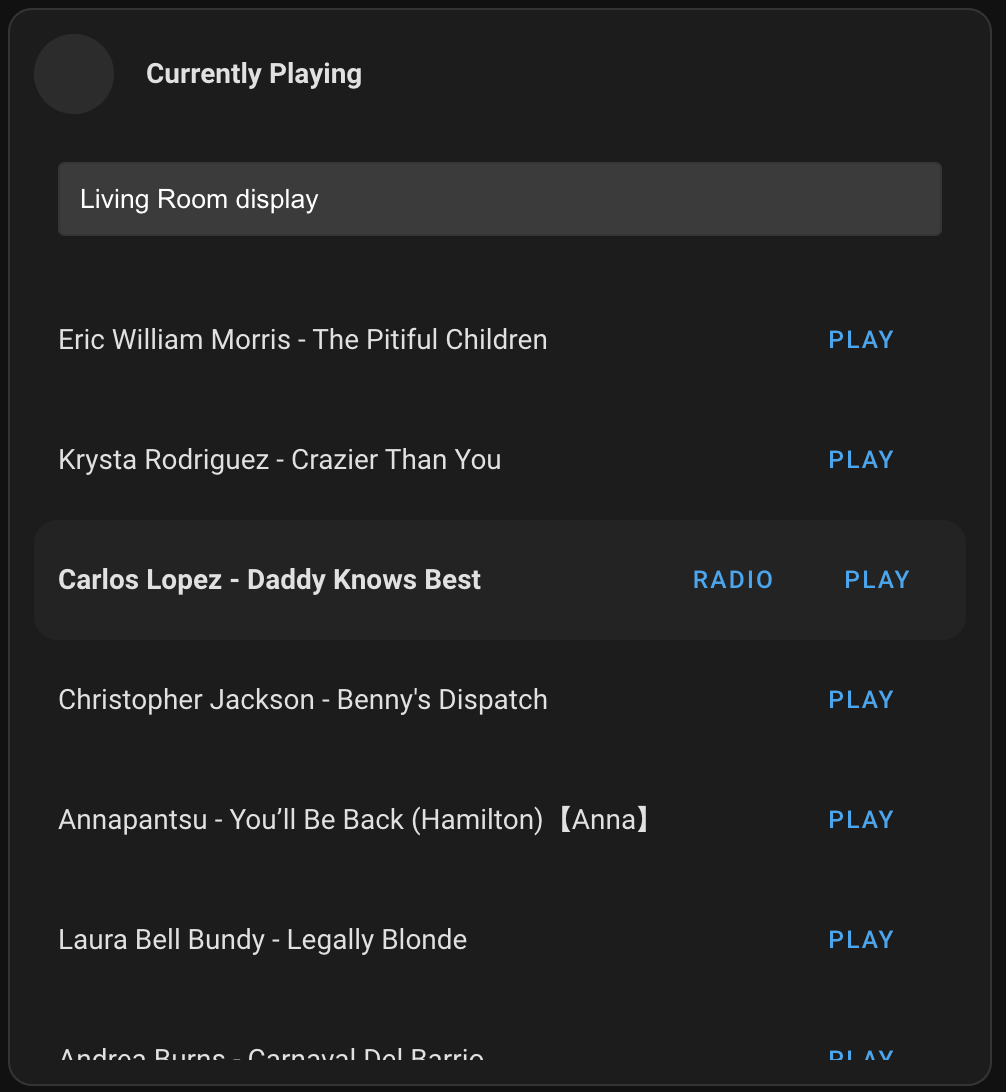 Currently Playing
Living Room display
Eric William Morris - The Pitiful Children PLAY
Krysta Rodriguez - Crazier Than You PLAY
Carlos Lopez - Daddy Knows Best RADIO PLAY
Christopher Jackson - Benny's Dispatch PLAY
Annapantsu - You’ll Be Back (Hamilton)【Anna】 PLAY
Laura Bell Bundy - Legally Blonde PLAY
Andrea Burns - Carnaval Del Barrio PLAY